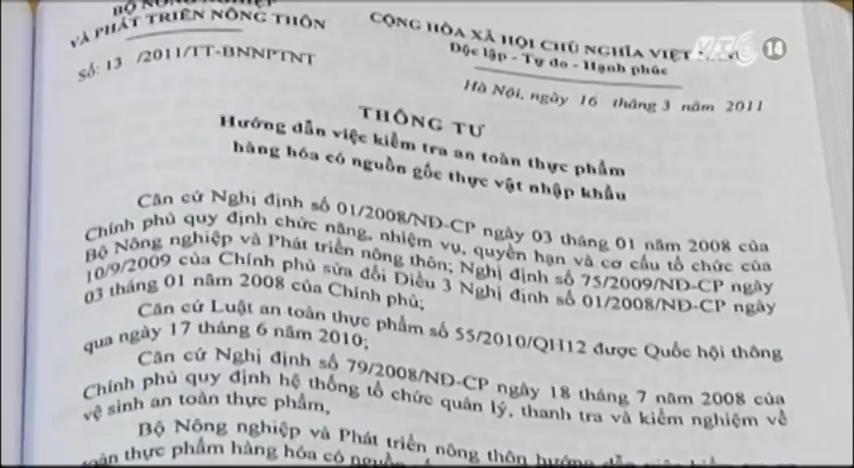 BỘ NÔNG NGHIỆP
VÀ PHÁT TRIỂN NÔNG THÔN
Số: 13 /2011/TT-BNNPTNT
CỘNG HÒA XÃ HỘI CHỦ NGHĨA VIỆT
Độc lập - Tự do - Hạnh phúc
VTC 14
Hà Nội, ngày 16 tháng 3 năm 2011
THÔNG TƯ
Hướng dẫn việc kiểm tra an toàn thực phẩm
hàng hóa có nguồn gốc thực vật nhập khẩu
Căn cứ Nghị định số 01/2008/NĐ-CP ngày 03 tháng 01 năm 2008 của
Chính phủ quy định chức năng, nhiệm vụ, quyền hạn và cơ cấu tổ chức của
Bộ Nông nghiệp và Phát triển nông thôn; Nghị định số 75/2009/NĐ-CP ngày
10/9/2009 của Chính phủ sửa đổi Điều 3 Nghị định số 01/2008/NĐ-CP ngày
03 tháng 01 năm 2008 của Chính phủ;
Căn cứ Luật an toàn thực phẩm số 55/2010/QH12 được Quốc hội thông
qua ngày 17 tháng 6 năm 2010;
Căn cứ Nghị định số 79/2008/NĐ-CP ngày 18 tháng 7 năm 2008 của
Chính phủ quy định hệ thống tổ chức quản lý, thanh tra và kiểm nghiệm về
vệ sinh an toàn thực phẩm,
Bộ Nông nghiệp và Phát triển nông thôn hướng dẫn việc kiểm
toàn thực phẩm hàng hóa có nguồn